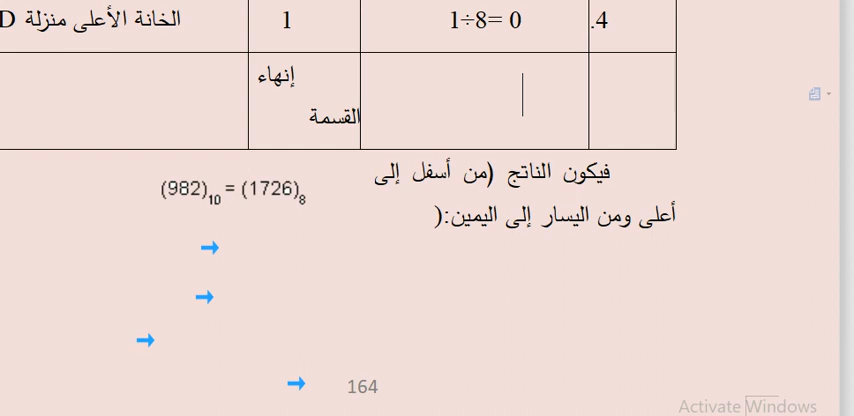 .4 1÷8= 0 1 الخانة الأعلى منزلة D
إنهاء
القسمة
فيكون الناتج (من أسفل إلى
أعلى ومن اليسار إلى اليمين:(
(982)₁₀ = (1726)₈
164
Activate Windows